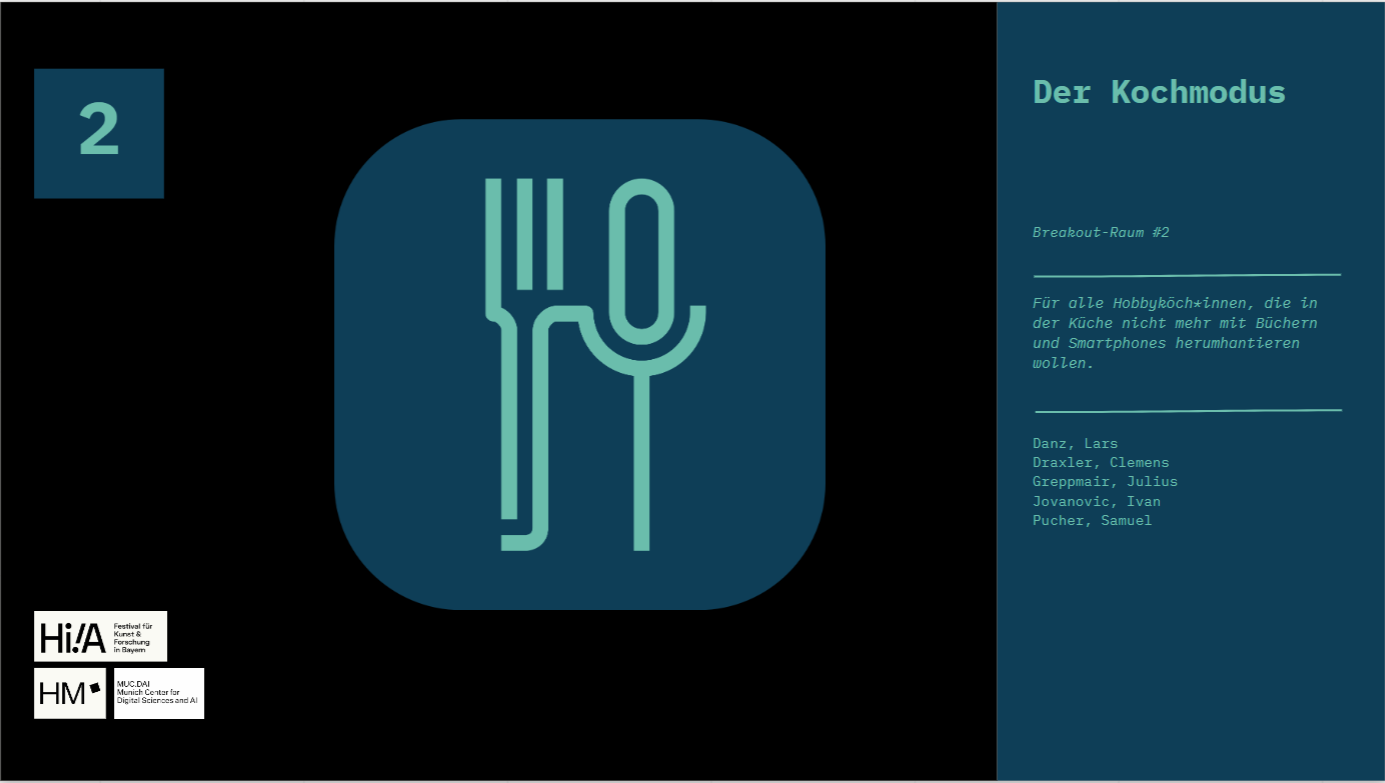 2
Der Kochmodus
Breakout-Raum #2
Für alle Hobbyköch*innen, die in
der Küche nicht mehr mit Büchern
und Smartphones herumhantieren
wollen.
Danz, Lars
Draxler, Clemens
Greppmair, Julius
Jovanovic, Ivan
Pucher, Samuel
Hi!A
Festival für
Kunst &
Forschung
in Bayern
HM
MUC.DAI
Munich Center for
Digital Sciences and AI